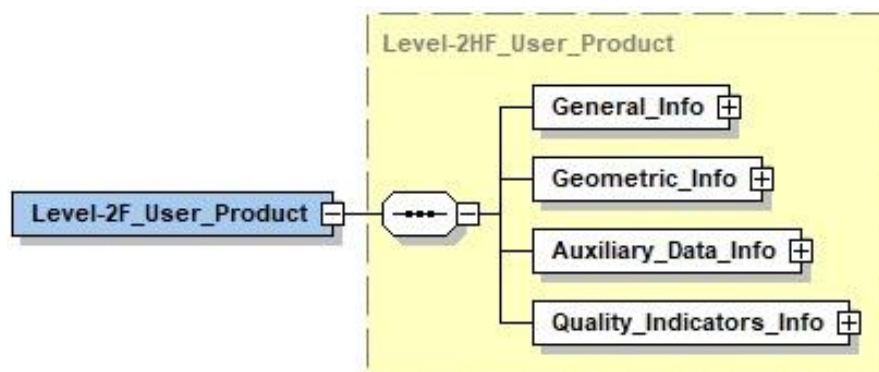 Level-2HF_User_Product
General_Info
Geometric_Info
Level-2F_User_Product
Auxiliary_Data_Info
Quality_Indicators_Info